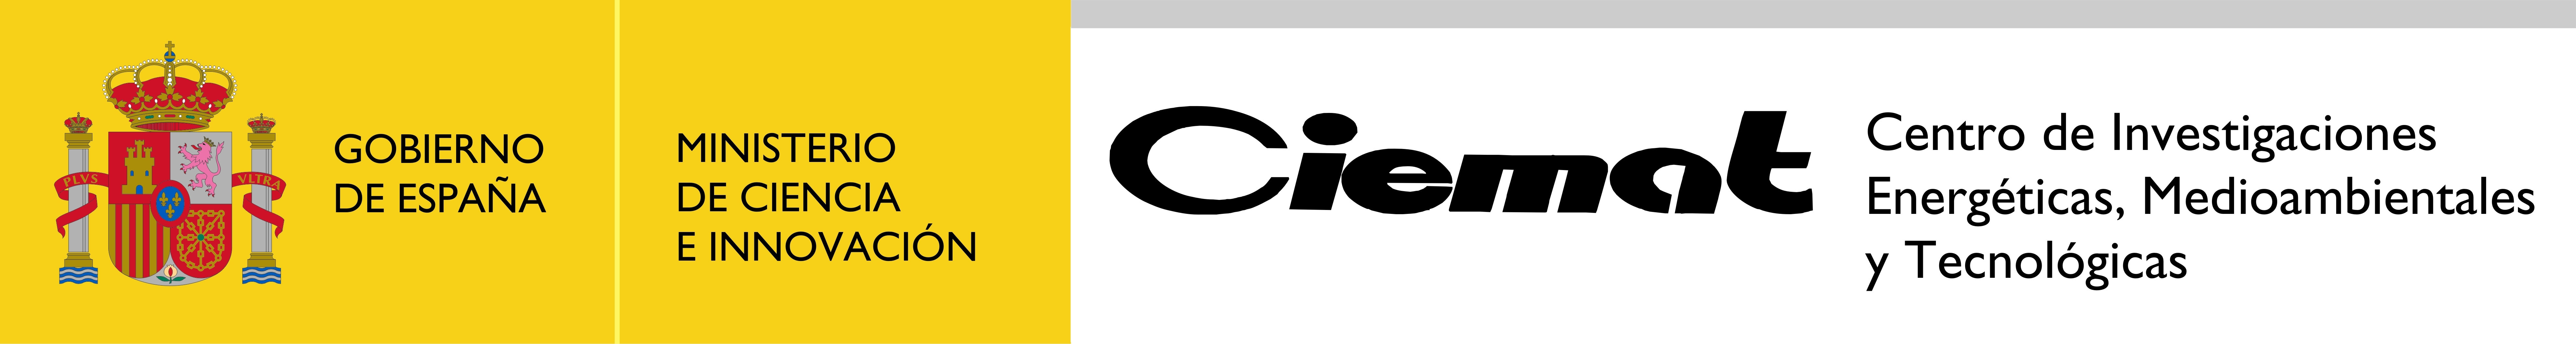 PLVS
VLTRA
GOBIERNO
DE ESPAÑA
MINISTERIO
DE CIENCIA
E INNOVACIÓN
Ciemat
Centro de Investigaciones
Energéticas, Medioambientales
y Tecnológicas